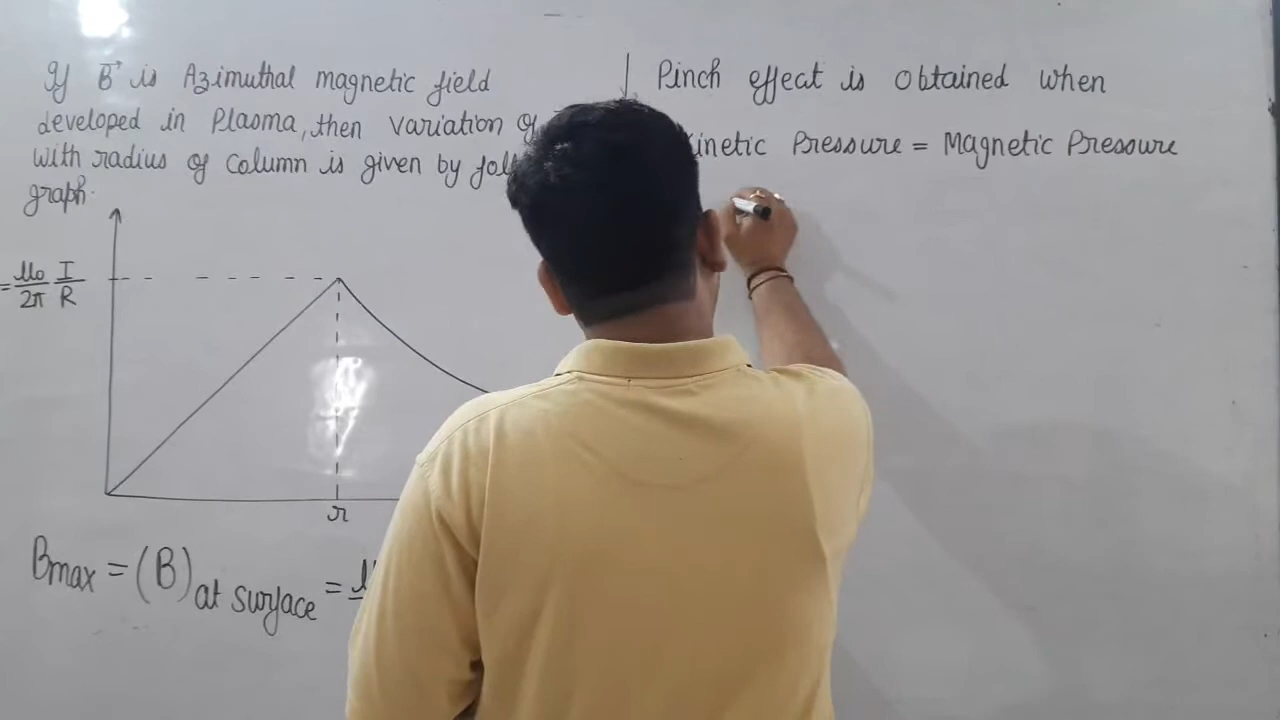 If B⃗ is Azimuthal magnetic field
developed in Plasma, then variation of
with radius of column is given by
graph.
= μ₀/2π I/R
r
Bmax = (B) at surface =
Pinch effect is obtained when
Kinetic Pressure = Magnetic Pressure